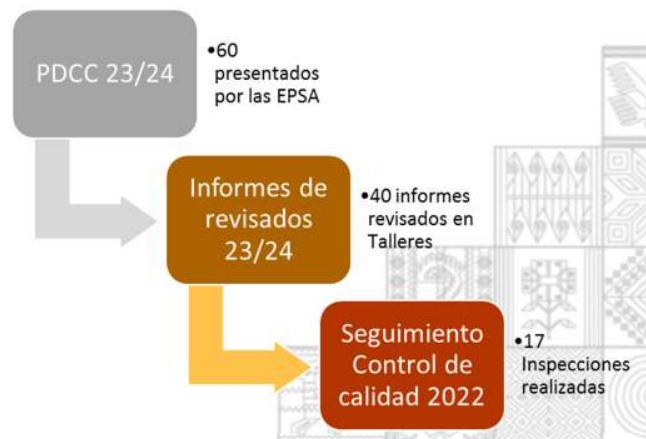 PDCC 23/24
•60
presentados
por las EPSA
Informes de
revisados
23/24
•40 informes
revisados en
Talleres
Seguimiento
Control de
calidad 2022
•17
Inspecciones
realizadas